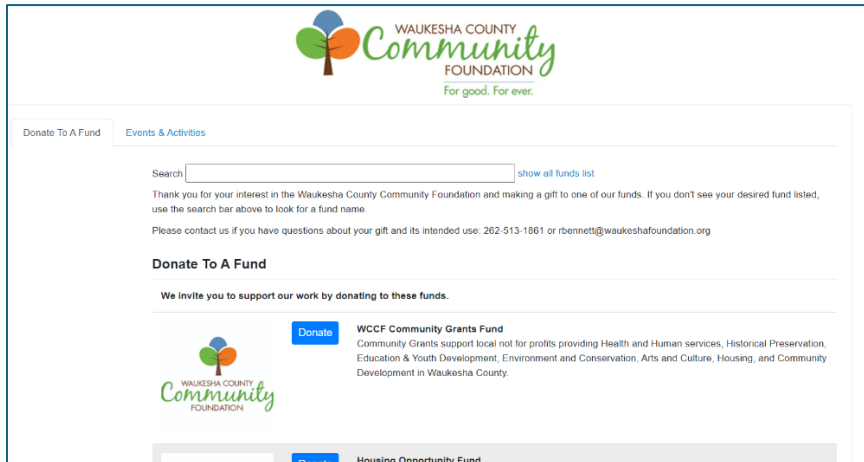 WAUKESHA COUNTY
Community
FOUNDATION
For good. For ever.
Donate To A Fund
Events & Activities
Search
show all funds list
Thank you for your interest in the Waukesha County Community Foundation and making a gift to one of our funds. If you don't see your desired fund listed,
use the search bar above to look for a fund name.
Please contact us if you have questions about your gift and its intended use: 262-513-1861 or rbennett@waukeshafoundation.org
Donate To A Fund
We invite you to support our work by donating to these funds.
WAUKESHA COUNTY
Community
FOUNDATION
Donate
WCCF Community Grants Fund
Community Grants support local not for profits providing Health and Human services, Historical Preservation,
Education & Youth Development, Environment and Conservation, Arts and Culture, Housing, and Community
Development in Waukesha County.
Donate
Housing Opportunity Fund